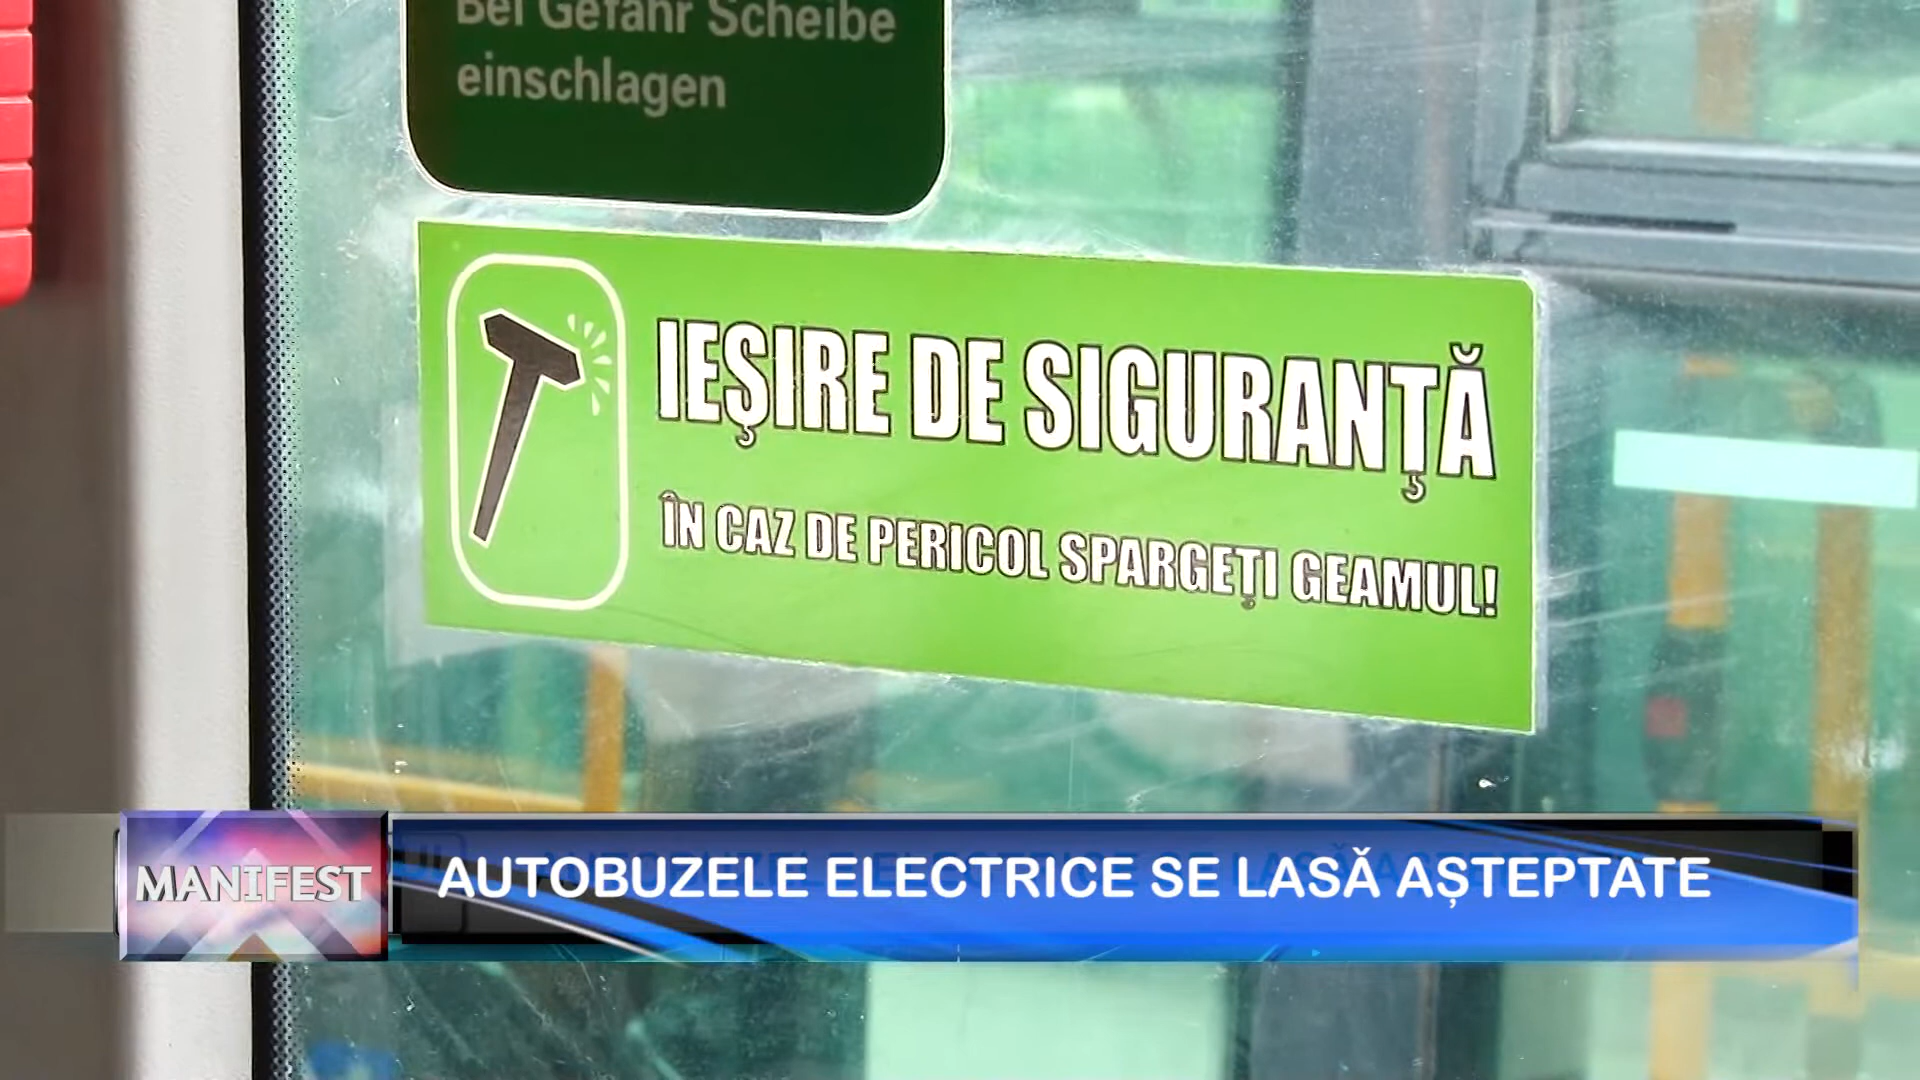 Bei Gefahr Scheibe
einschlagen
IEŞIRE DE SIGURANŢĂ
ÎN CAZ DE PERICOL SPARGEŢI GEAMUL!
MANIFEST
AUTOBUZELE ELECTRICE SE LASĂ AȘTEPTATE